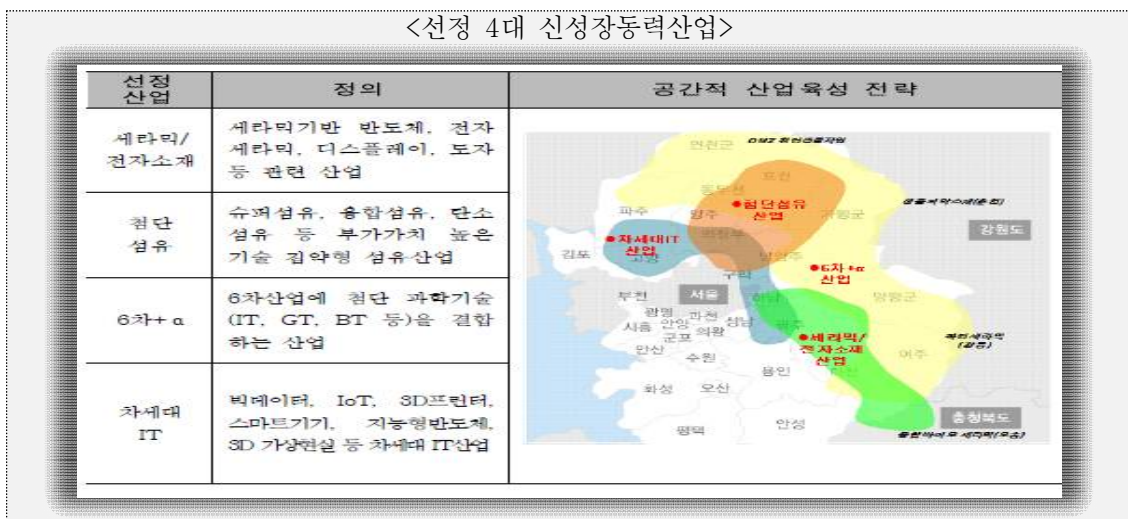 <선정 4대 신성장동력산업>
선정
산업
정의
공간적 산업육성 전략
세라믹/
전자소재
세라믹기반 반도체, 전자
세라믹, 디스플레이, 도자
등 관련 산업
첨단
섬유
슈퍼섬유, 융합섬유, 탄소
섬유 등 부가가치 높은
기술 집약형 섬유산업
6차+α
6차산업에 첨단 과학기술
(IT, GT, BT 등)을 결합
하는 산업
차세대
IT
빅데이터, IoT, 3D프린터,
스마트기기, 지능형반도체,
3D 가상현실 등 차세대 IT산업
연천군
포천
동두천
파주
양주
●첨단섬유
산업
가평군
강원도
의정부
●차세대IT
산업
고양
김포
남양주
구리
●6차+α
산업
부천
서울
하남
양평군
광명
과천
시흥
안양
성남
광주
군포
의왕
●세라믹/
전자소재
산업
안산
수원
여주
용인
이천
화성
오산
충청북도
평택
안성